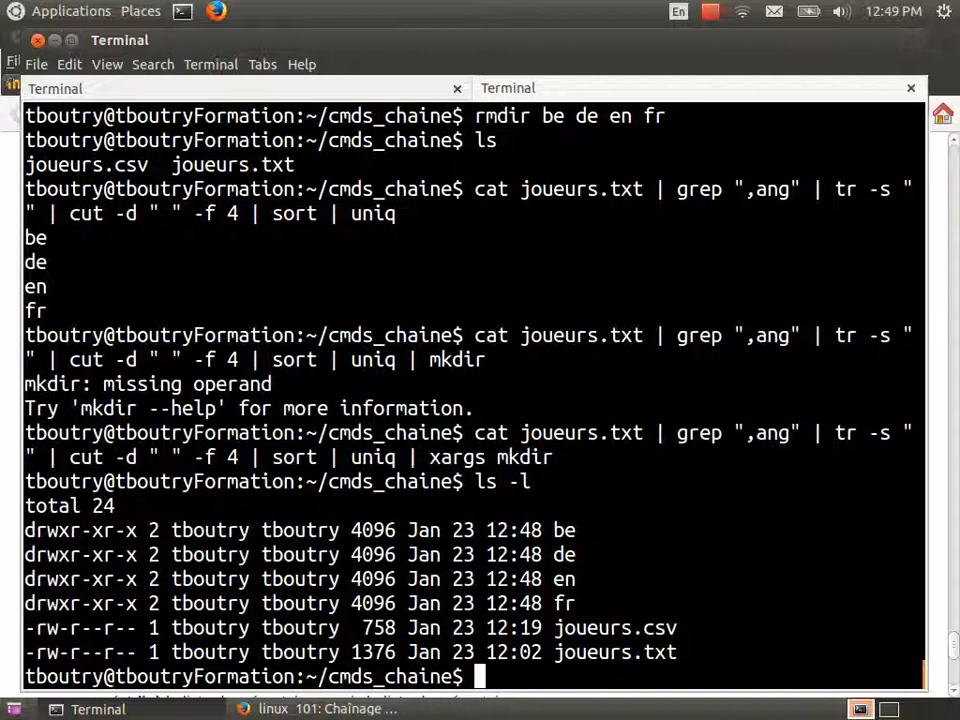 Applications Places En 12:49 PM
Terminal
File Edit View Search Terminal Tabs Help
Terminal × Terminal ×
tboutry@tboutryFormation:~/cmds_chaine$ rmdir be de en fr
tboutry@tboutryFormation:~/cmds_chaine$ ls
joueurs.csv  joueurs.txt
tboutry@tboutryFormation:~/cmds_chaine$ cat joueurs.txt | grep ",ang" | tr -s "
" | cut -d " " -f 4 | sort | uniq
be
de
en
fr
tboutry@tboutryFormation:~/cmds_chaine$ cat joueurs.txt | grep ",ang" | tr -s "
" | cut -d " " -f 4 | sort | uniq | mkdir
mkdir: missing operand
Try 'mkdir --help' for more information.
tboutry@tboutryFormation:~/cmds_chaine$ cat joueurs.txt | grep ",ang" | tr -s "
" | cut -d " " -f 4 | sort | uniq | xargs mkdir
tboutry@tboutryFormation:~/cmds_chaine$ ls -l
total 24
drwxr-xr-x 2 tboutry tboutry 4096 Jan 23 12:48 be
drwxr-xr-x 2 tboutry tboutry 4096 Jan 23 12:48 de
drwxr-xr-x 2 tboutry tboutry 4096 Jan 23 12:48 en
drwxr-xr-x 2 tboutry tboutry 4096 Jan 23 12:48 fr
-rw-r--r-- 1 tboutry tboutry  758 Jan 23 12:19 joueurs.csv
-rw-r--r-- 1 tboutry tboutry 1376 Jan 23 12:02 joueurs.txt
tboutry@tboutryFormation:~/cmds_chaine$
Terminal linux_101: Chaînage ...